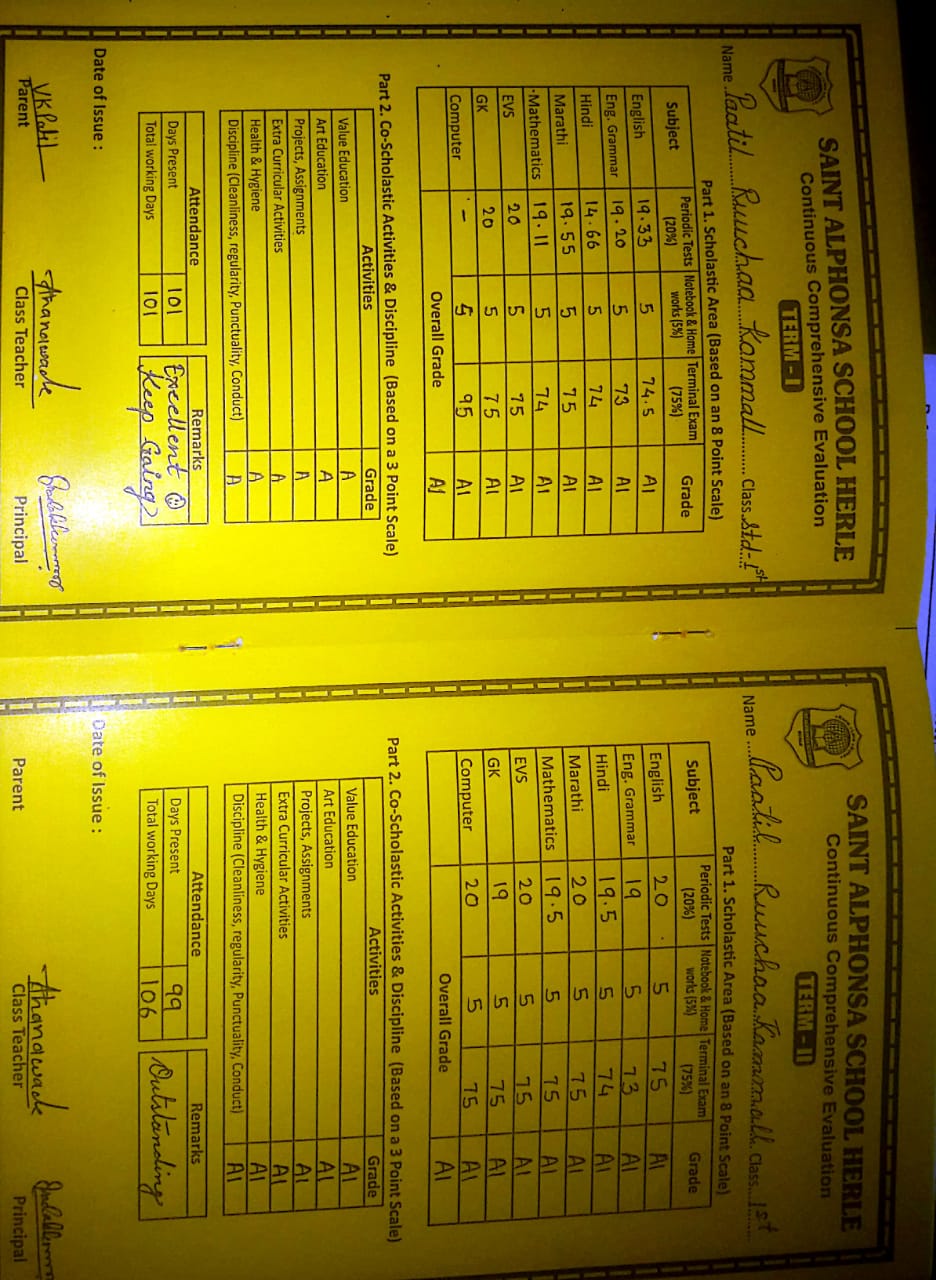 SAINT ALPHONSA SCHOOL HERLE
Continuous Comprehensive Evaluation
TERM - I
Name Paatil Ruuchaa Kammall Class Std-1st
Part 1. Scholastic Area (Based on an 8 Point Scale)
Subject Periodic Tests (20%) Notebook & Home works (5%) Terminal Exam (75%) Grade
English 19.33 5 74.5 A1
Eng. Grammar 19.20 5 73 A1
Hindi 14.66 5 74 A1
Marathi 19.55 5 75 A1
Mathematics 19.11 5 74 A1
EVS 20 5 75 A1
GK 20 5 75 A1
Computer - 5 95 A1
Overall Grade A1
Part 2. Co-Scholastic Activities & Discipline (Based on a 3 Point Scale)
Activities Grade
Value Education A
Art Education A
Projects, Assignments A
Extra Curricular Activities A
Health & Hygiene A
Discipline (Cleanliness, regularity, Punctuality, Conduct) A
Attendance
Days Present 101
Total working Days 101
Remarks
Excellent
Keep Going
Date of Issue :
VKPatil
Parent Class Teacher Principal
SAINT ALPHONSA SCHOOL HERLE
Continuous Comprehensive Evaluation
TERM - II
Name Paatil Ruuchaa Kammall Class 1st
Part 1. Scholastic Area (Based on an 8 Point Scale)
Subject Periodic Tests (20%) Notebook & Home works (5%) Terminal Exam (75%) Grade
English 20 5 75 A1
Eng. Grammar 19 5 73 A1
Hindi 19.5 5 74 A1
Marathi 20 5 75 A1
Mathematics 19.5 5 75 A1
EVS 20 5 75 A1
GK 19 5 75 A1
Computer 20 5 75 A1
Overall Grade A1
Part 2. Co-Scholastic Activities & Discipline (Based on a 3 Point Scale)
Activities Grade
Value Education A1
Art Education A1
Projects, Assignments A1
Extra Curricular Activities A1
Health & Hygiene A1
Discipline (Cleanliness, regularity, Punctuality, Conduct) A1
Attendance
Days Present 99
Total working Days 106
Remarks
Outstanding
Date of Issue :
Parent Class Teacher Principal